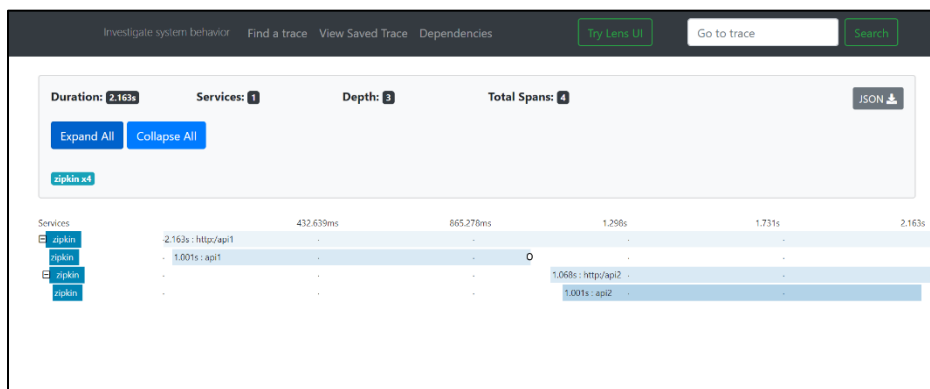 Investigate system behavior Find a trace View Saved Trace Dependencies Try Lens UI Go to trace Search
Duration: 2.163s Services: 1 Depth: 3 Total Spans: 4 JSON
Expand All Collapse All
zipkin x4
Services 432.639ms 865.278ms 1.298s 1.731s 2.163s
zipkin 2.163s : http:/api1
zipkin 1.001s : api1
zipkin 1.068s : http:/api2
zipkin 1.001s : api2